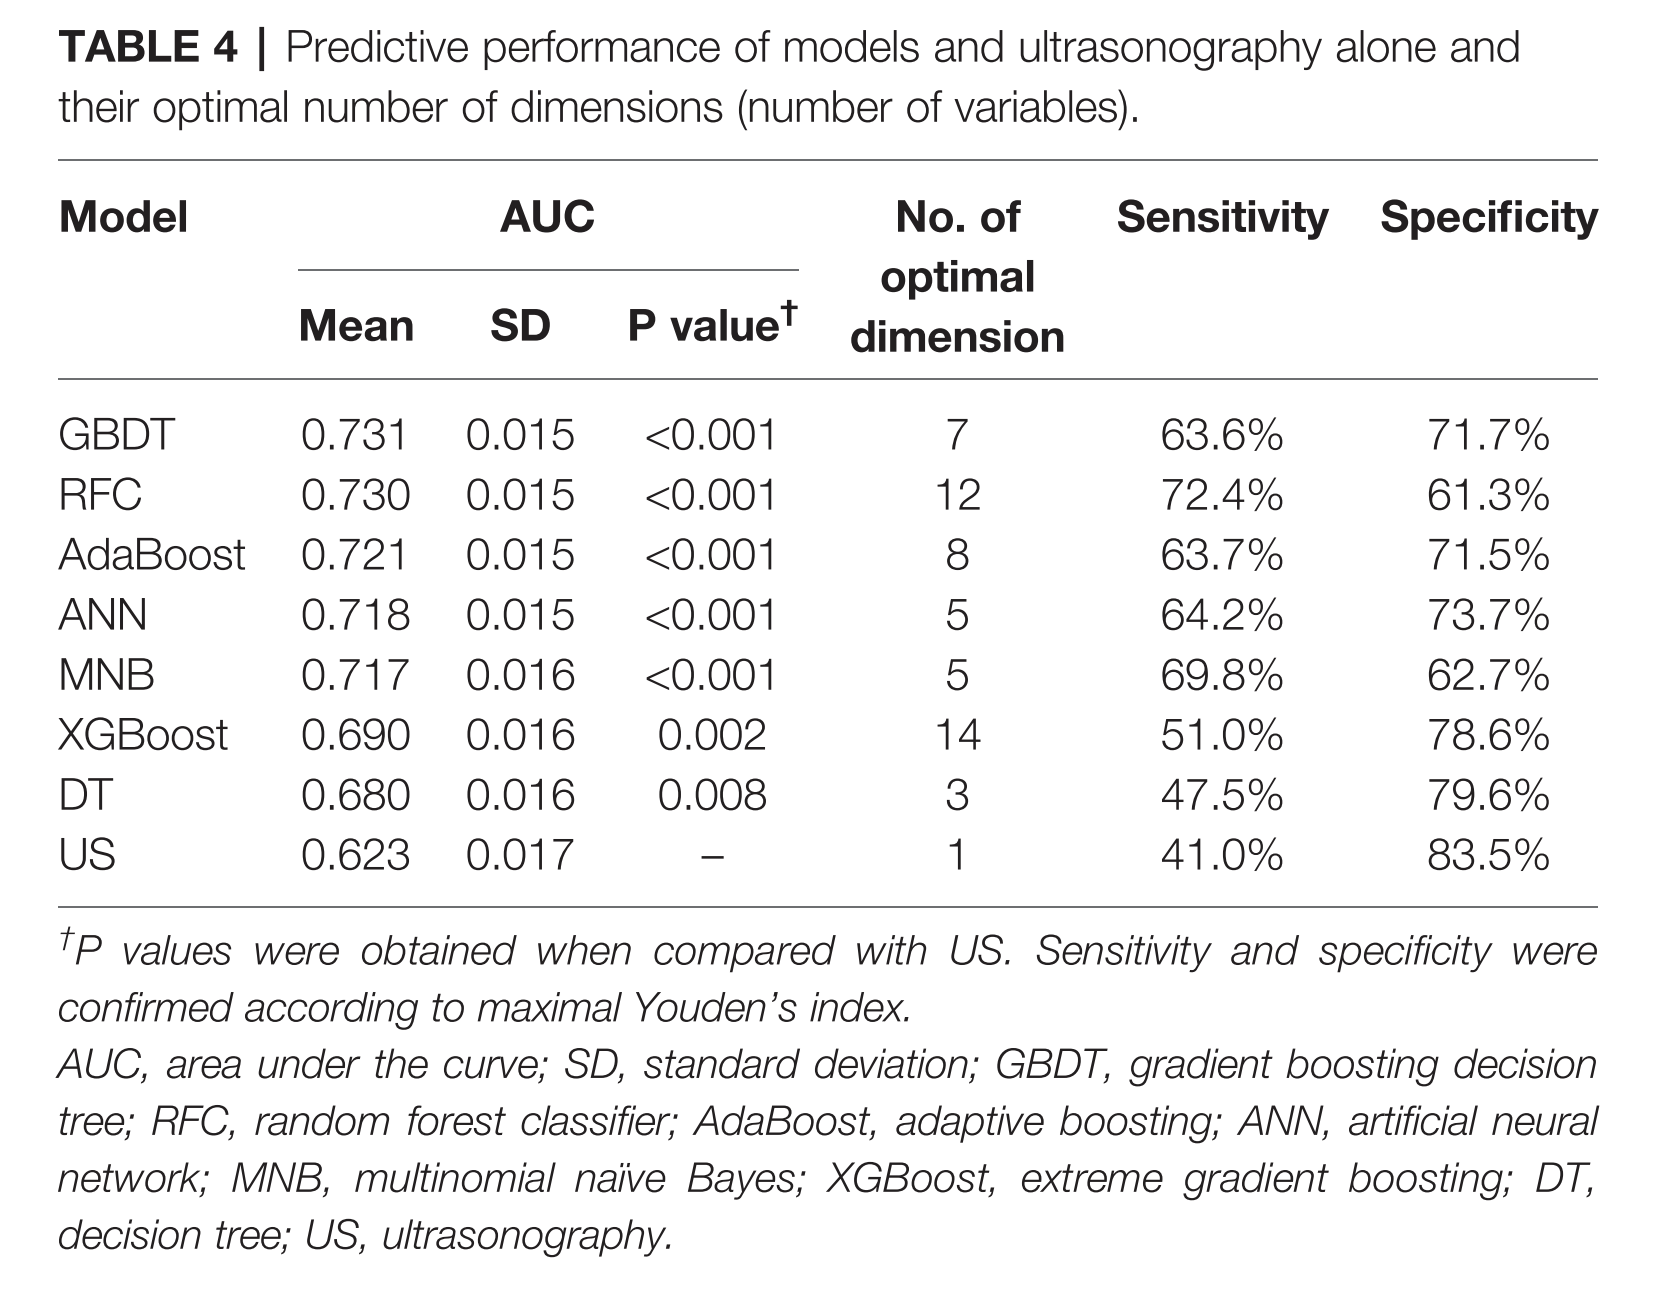 TABLE 4 | Predictive performance of models and ultrasonography alone and
their optimal number of dimensions (number of variables).
Model AUC No. of optimal dimension Sensitivity Specificity
Mean SD P value†
GBDT 0.731 0.015 <0.001 7 63.6% 71.7%
RFC 0.730 0.015 <0.001 12 72.4% 61.3%
AdaBoost 0.721 0.015 <0.001 8 63.7% 71.5%
ANN 0.718 0.015 <0.001 5 64.2% 73.7%
MNB 0.717 0.016 <0.001 5 69.8% 62.7%
XGBoost 0.690 0.016 0.002 14 51.0% 78.6%
DT 0.680 0.016 0.008 3 47.5% 79.6%
US 0.623 0.017 – 1 41.0% 83.5%
†P values were obtained when compared with US. Sensitivity and specificity were
confirmed according to maximal Youden’s index.
AUC, area under the curve; SD, standard deviation; GBDT, gradient boosting decision
tree; RFC, random forest classifier; AdaBoost, adaptive boosting; ANN, artificial neural
network; MNB, multinomial naïve Bayes; XGBoost, extreme gradient boosting; DT,
decision tree; US, ultrasonography.